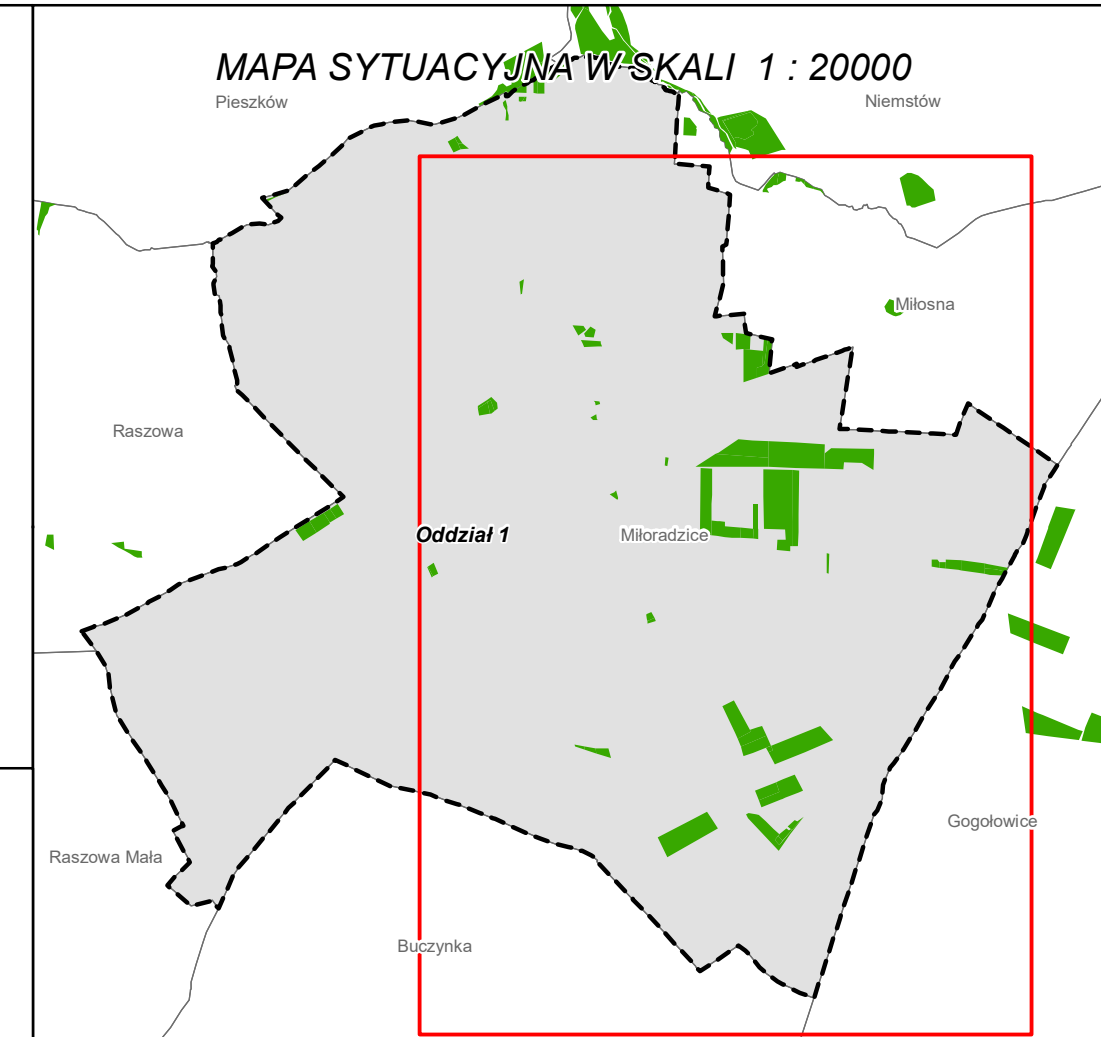 MAPA SYTUACYJNA W SKALI 1 : 20000
Pieszków
Niemstów
Miłosna
Raszowa
Oddział 1
Miłoradzice
Gogołowice
Raszowa Mała
Buczynka